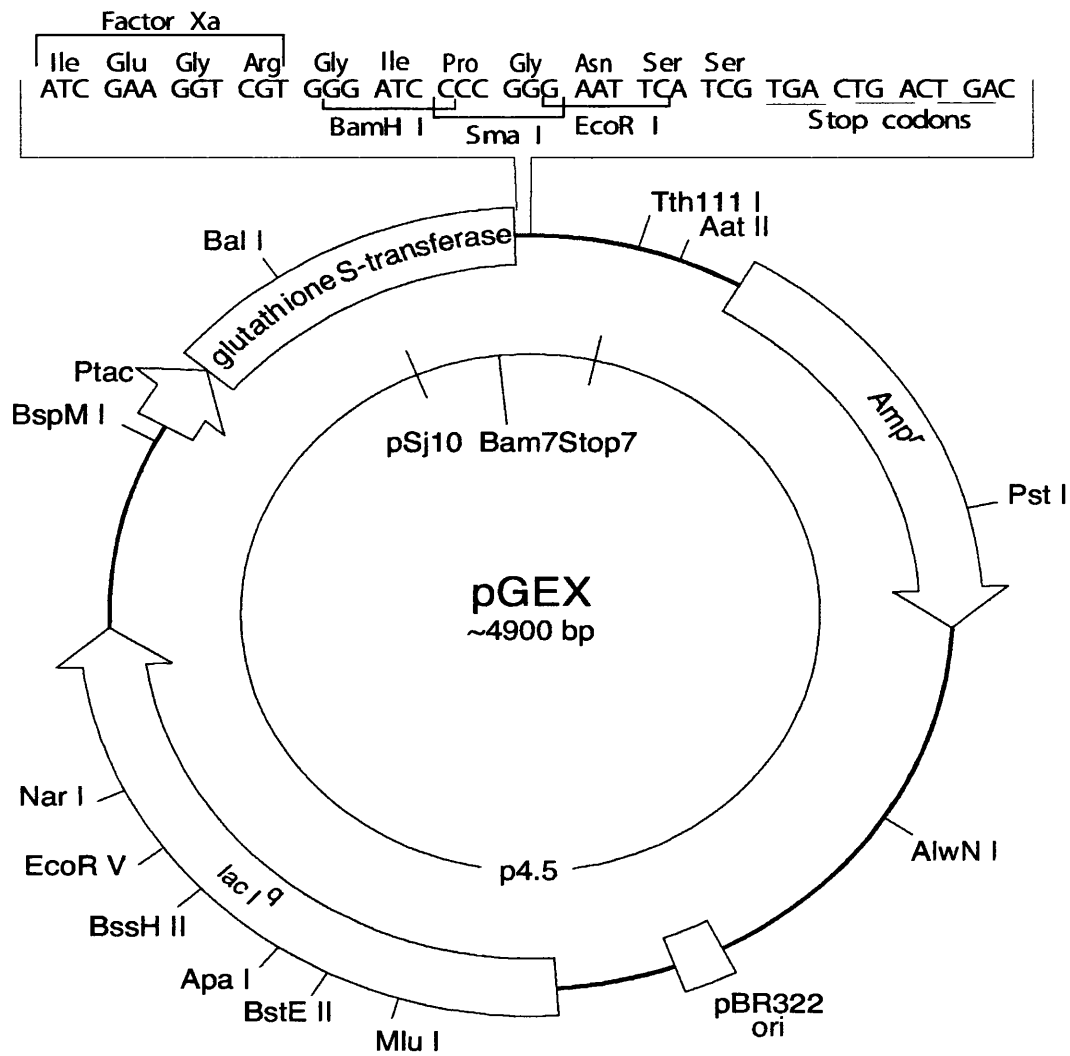 Factor Xa
Ile Glu Gly Arg Gly Ile Pro Gly Asn Ser Ser
ATC GAA GGT CGT GGG ATC CCC GGG AAT TCA TCG TGA CTG ACT GAC
BamH I
Sma I
EcoR I
Stop codons
Tth111 I
Aat II
Bal I
glutathione S-transferase
Ptac
BspM I
pSj10 Bam7Stop7
Ampr
Pst I
pGEX
~4900 bp
Nar I
EcoR V
BssH II
Apa I
BstE II
Mlu I
lac Iq
p4.5
AlwN I
pBR322
ori